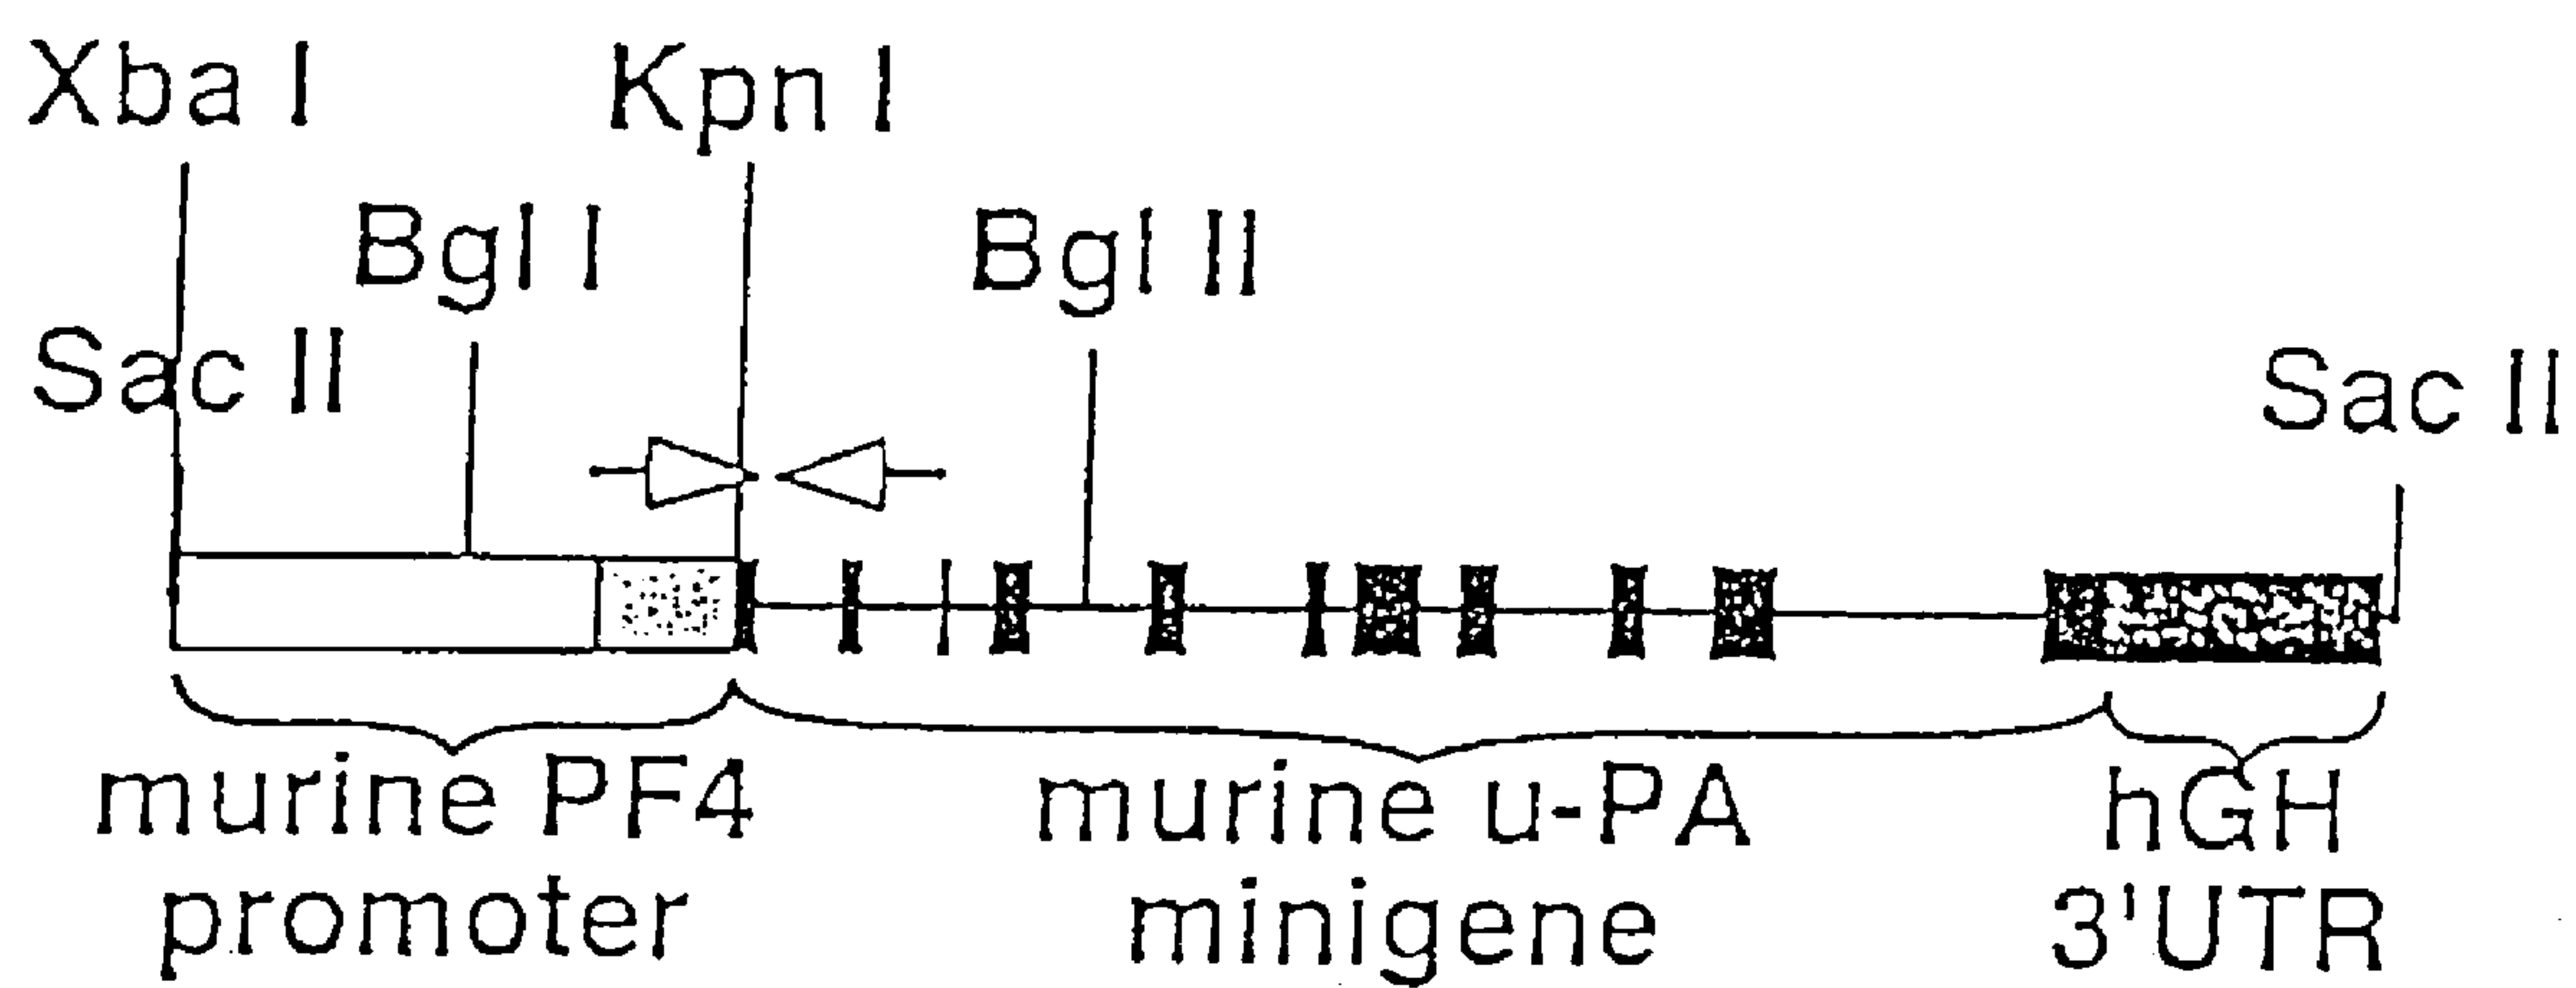 Xba I
Kpn I
Bgl I
Bgl II
Sac II
Sac II
murine PF4
promoter
murine u-PA
minigene
hGH
3'UTR